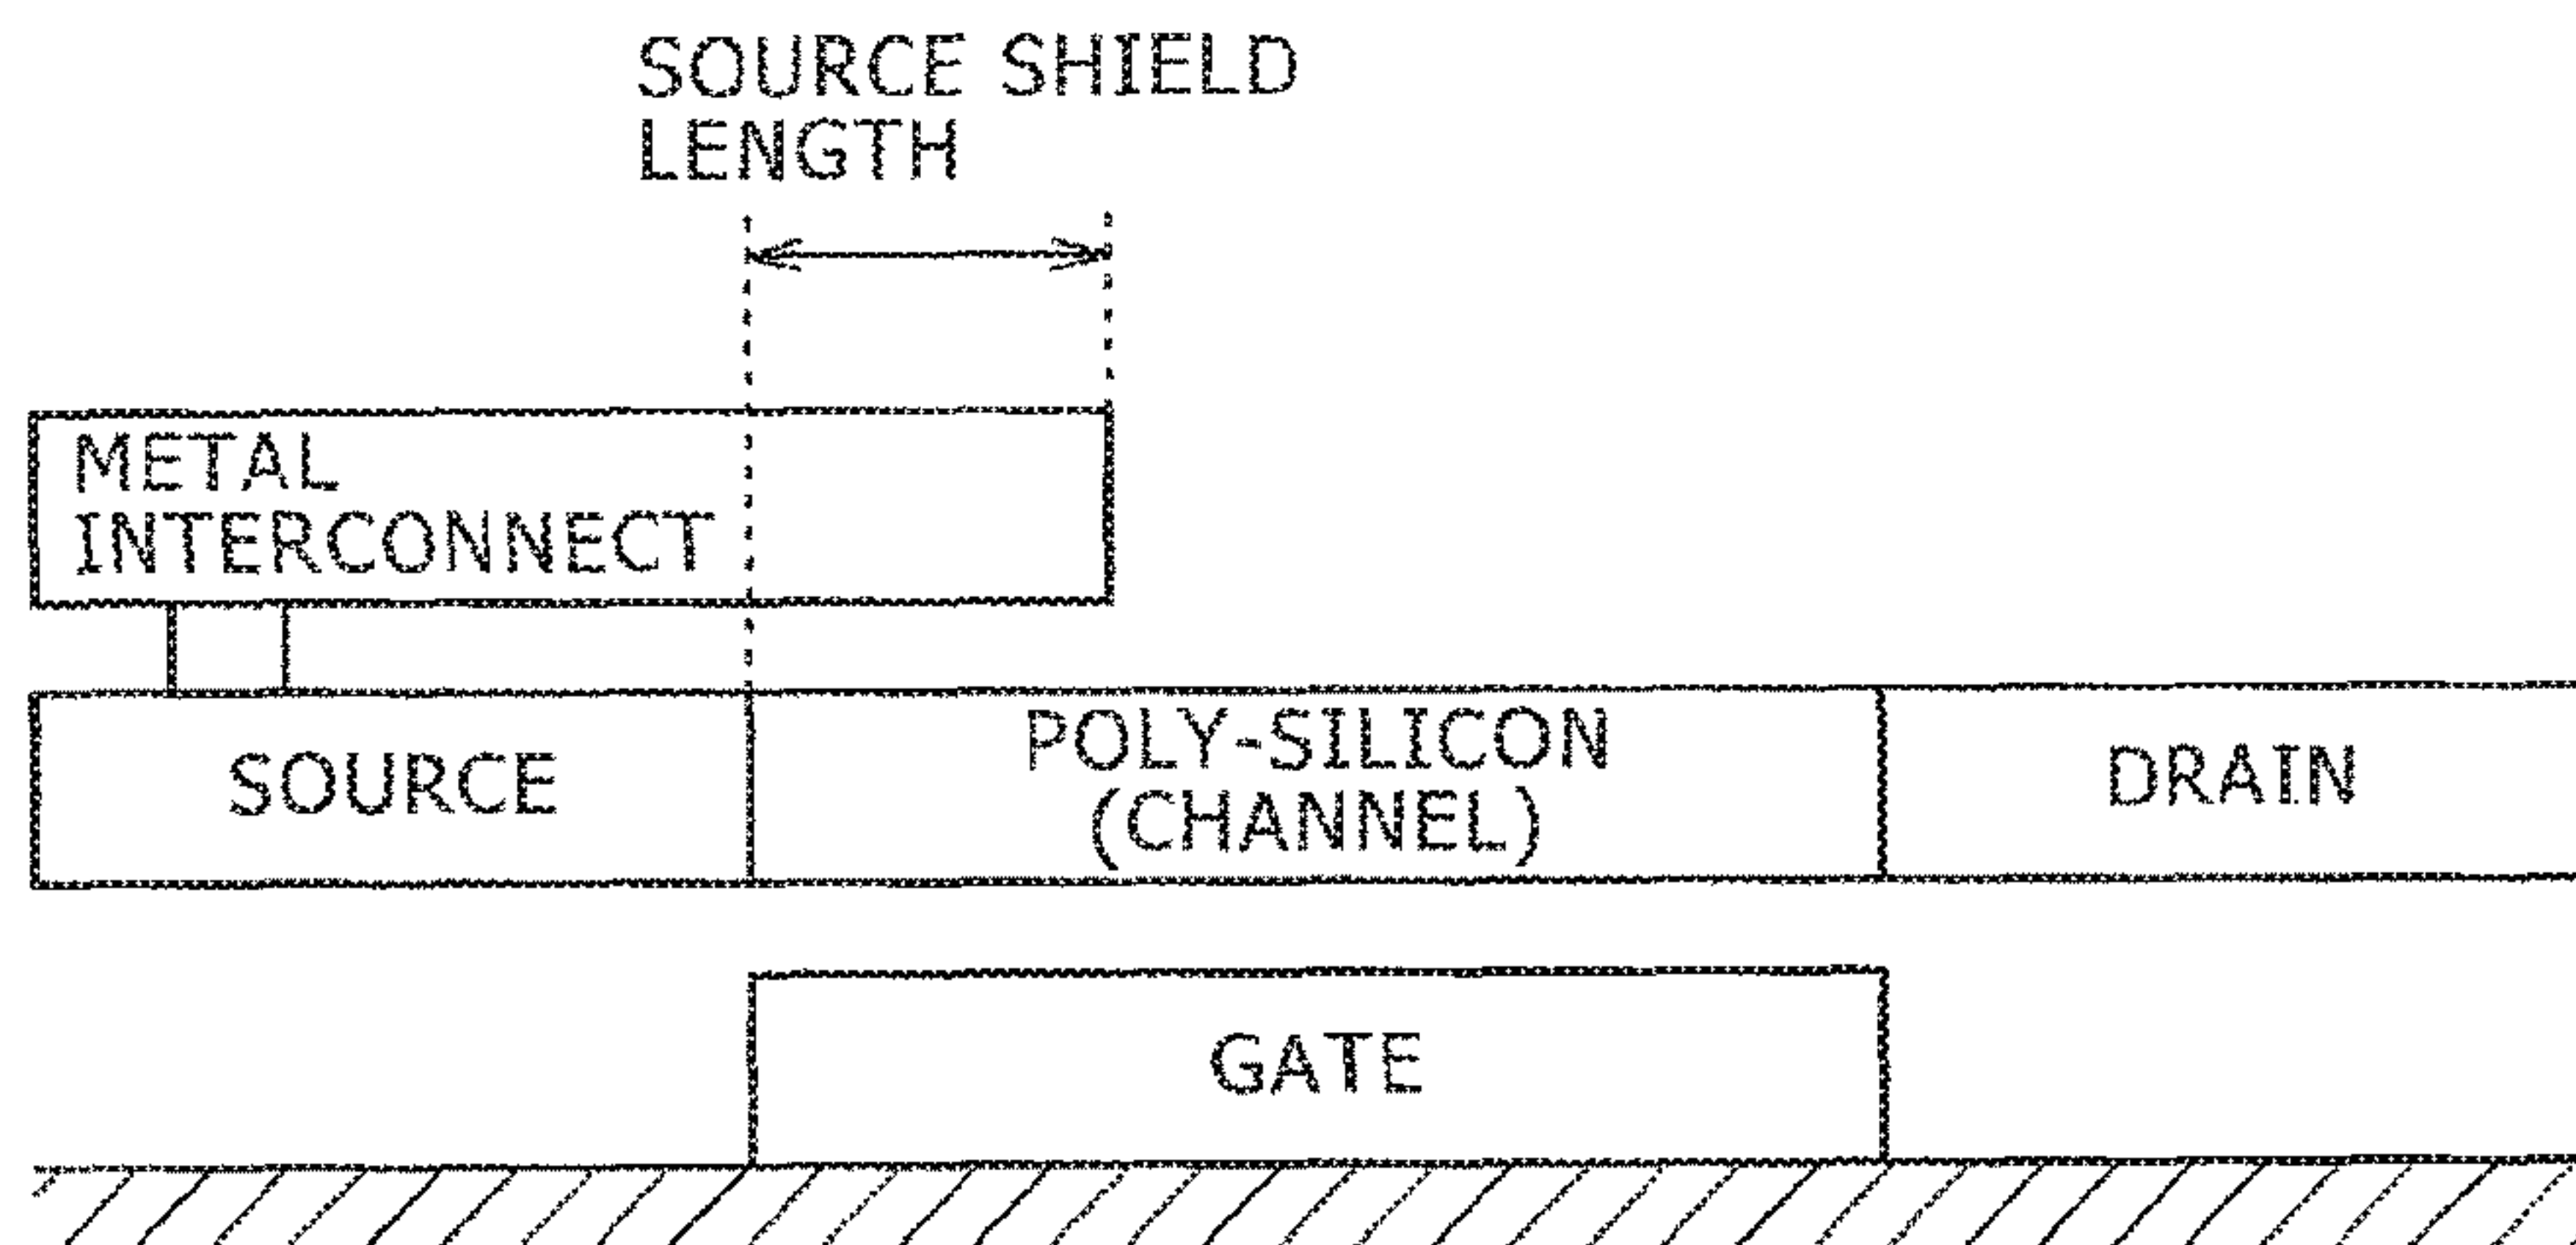 SOURCE SHIELD
LENGTH
METAL
INTERCONNECT
SOURCE
POLY-SILICON
(CHANNEL)
DRAIN
GATE